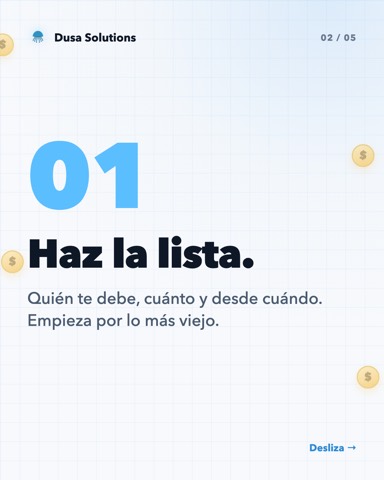 Dusa Solutions
02 / 05
$
$
01
Haz la lista.
$
Quién te debe, cuánto y desde cuándo.
Empieza por lo más viejo.
$
Desliza →